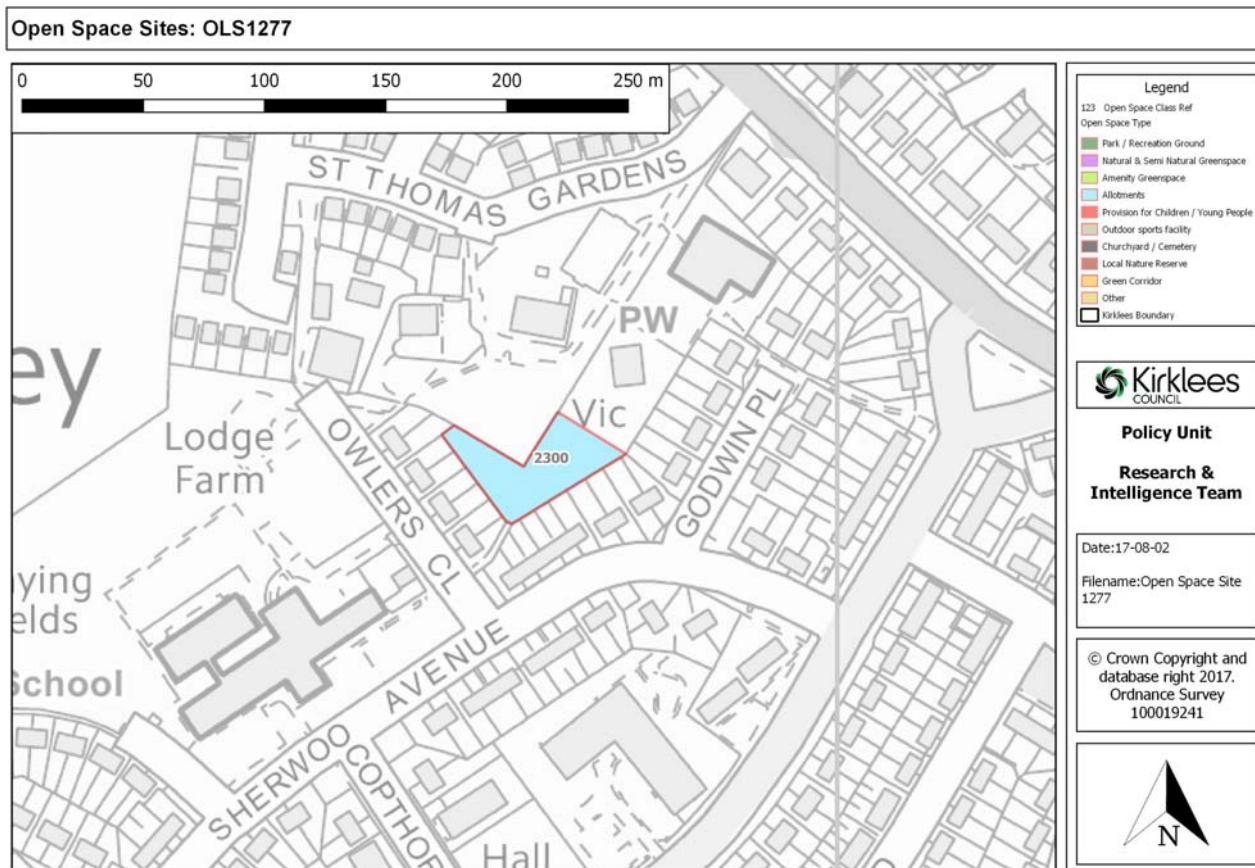 Open Space Sites: OLS1277
0 50 100 150 200 250 m
ST THOMAS GARDENS
PW
ey
Vic
Lodge
Farm
2300
OWLERS CL
GODWIN PL
aying
elds
School
SHERWOO
AVENUE
COPTHOR
Hall
Legend
123 Open Space Class Ref
Open Space Type
Park / Recreation Ground
Natural & Semi Natural Greenspace
Amenity Greenspace
Allotments
Provision for Children / Young People
Outdoor sports facility
Churchyard / Cemetery
Local Nature Reserve
Green Corridor
Other
Kirklees Boundary
Kirklees
COUNCIL
Policy Unit
Research &
Intelligence Team
Date:17-08-02
Filename:Open Space Site
1277
© Crown Copyright and
database right 2017.
Ordnance Survey
100019241
N